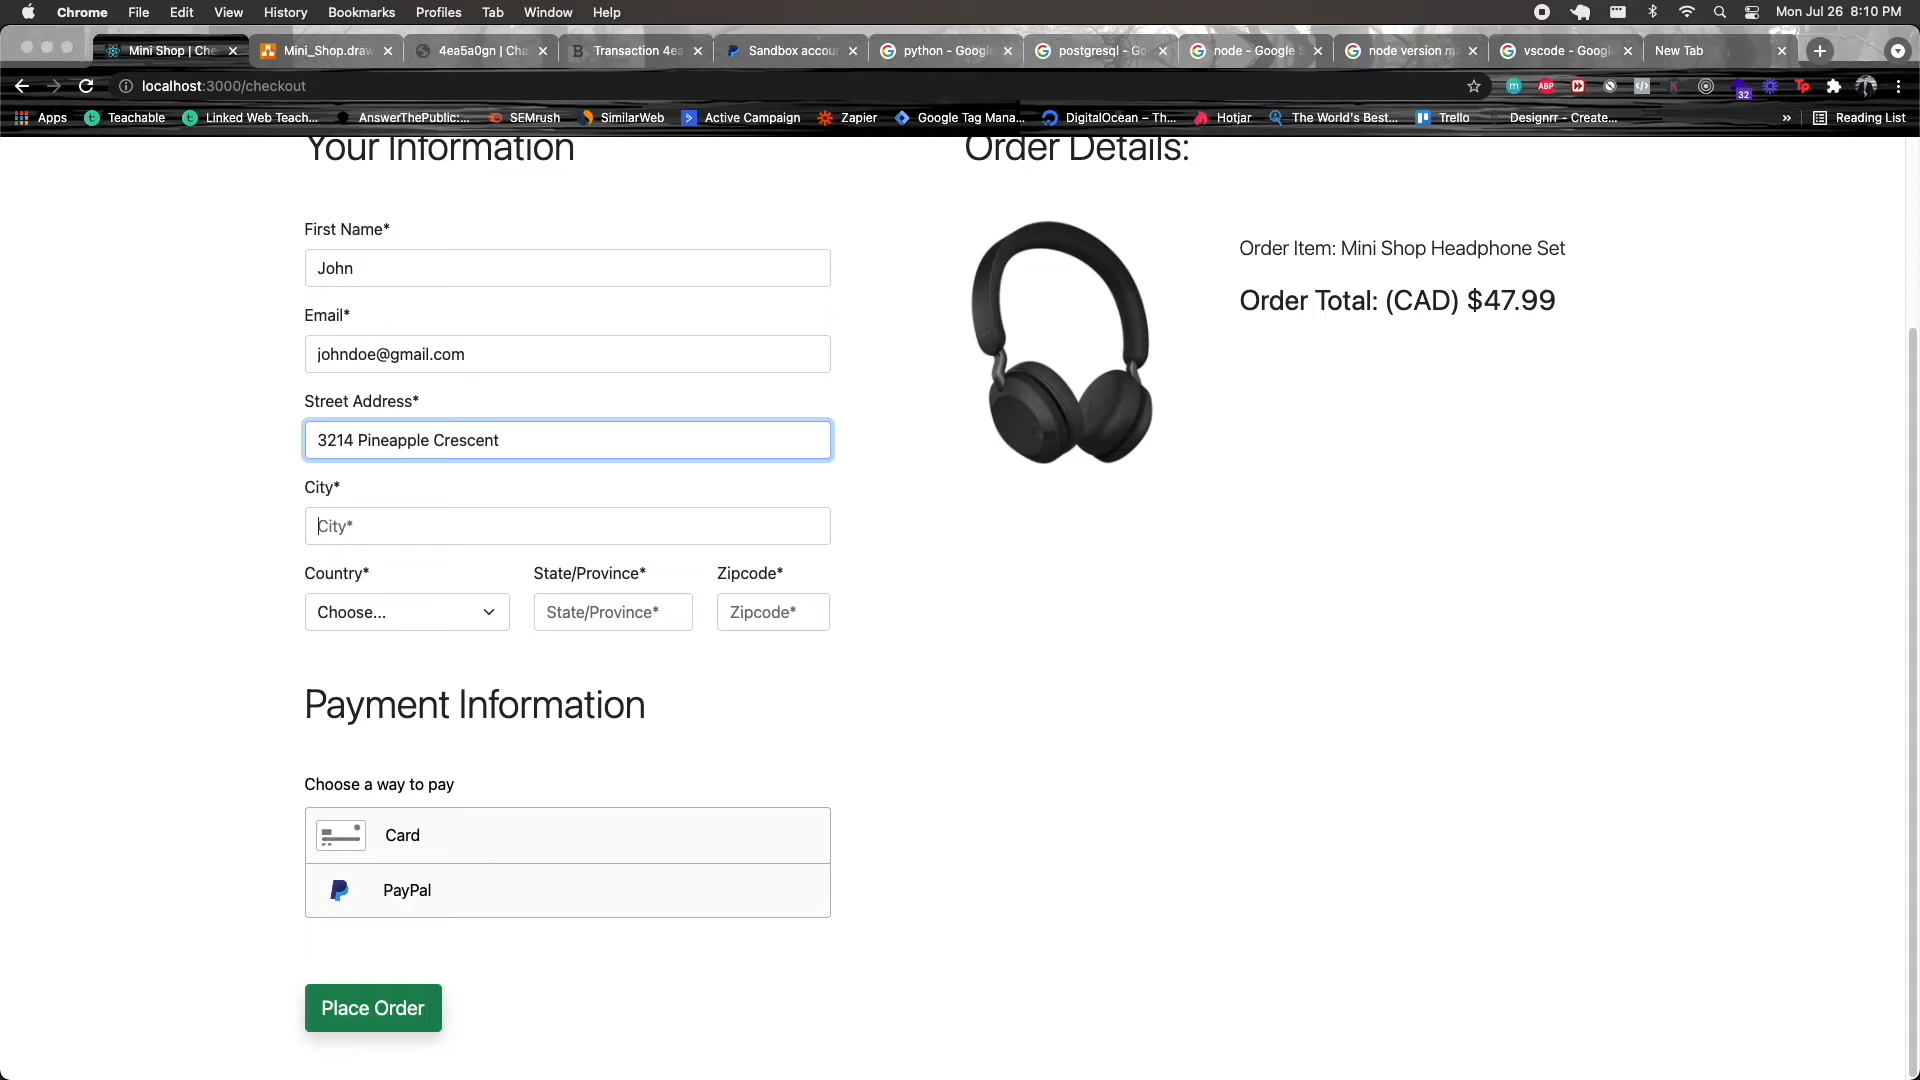 Chrome File Edit View History Bookmarks Profiles Tab Window Help Mon Jul 26 8:10 PM
Mini Shop | Che Mini_Shop.draw 4ea5a0gn | Cha Transaction 4ea Sandbox accou python - Google postgresql - Go node - Google S node version ma vscode - Googl New Tab
localhost:3000/checkout ABP 32
Apps Teachable Linked Web Teach... AnswerThePublic:... SEMrush SimilarWeb Active Campaign Zapier Google Tag Mana... DigitalOcean – Th... Hotjar The World's Best... Trello Designrr - Create... » Reading List
Your Information
Order Details:
First Name*
John
Email*
johndoe@gmail.com
Street Address*
3214 Pineapple Crescent
City*
City*
Country* State/Province* Zipcode*
Choose... State/Province* Zipcode*
Order Item: Mini Shop Headphone Set
Order Total: (CAD) $47.99
Payment Information
Choose a way to pay
Card
PayPal
Place Order